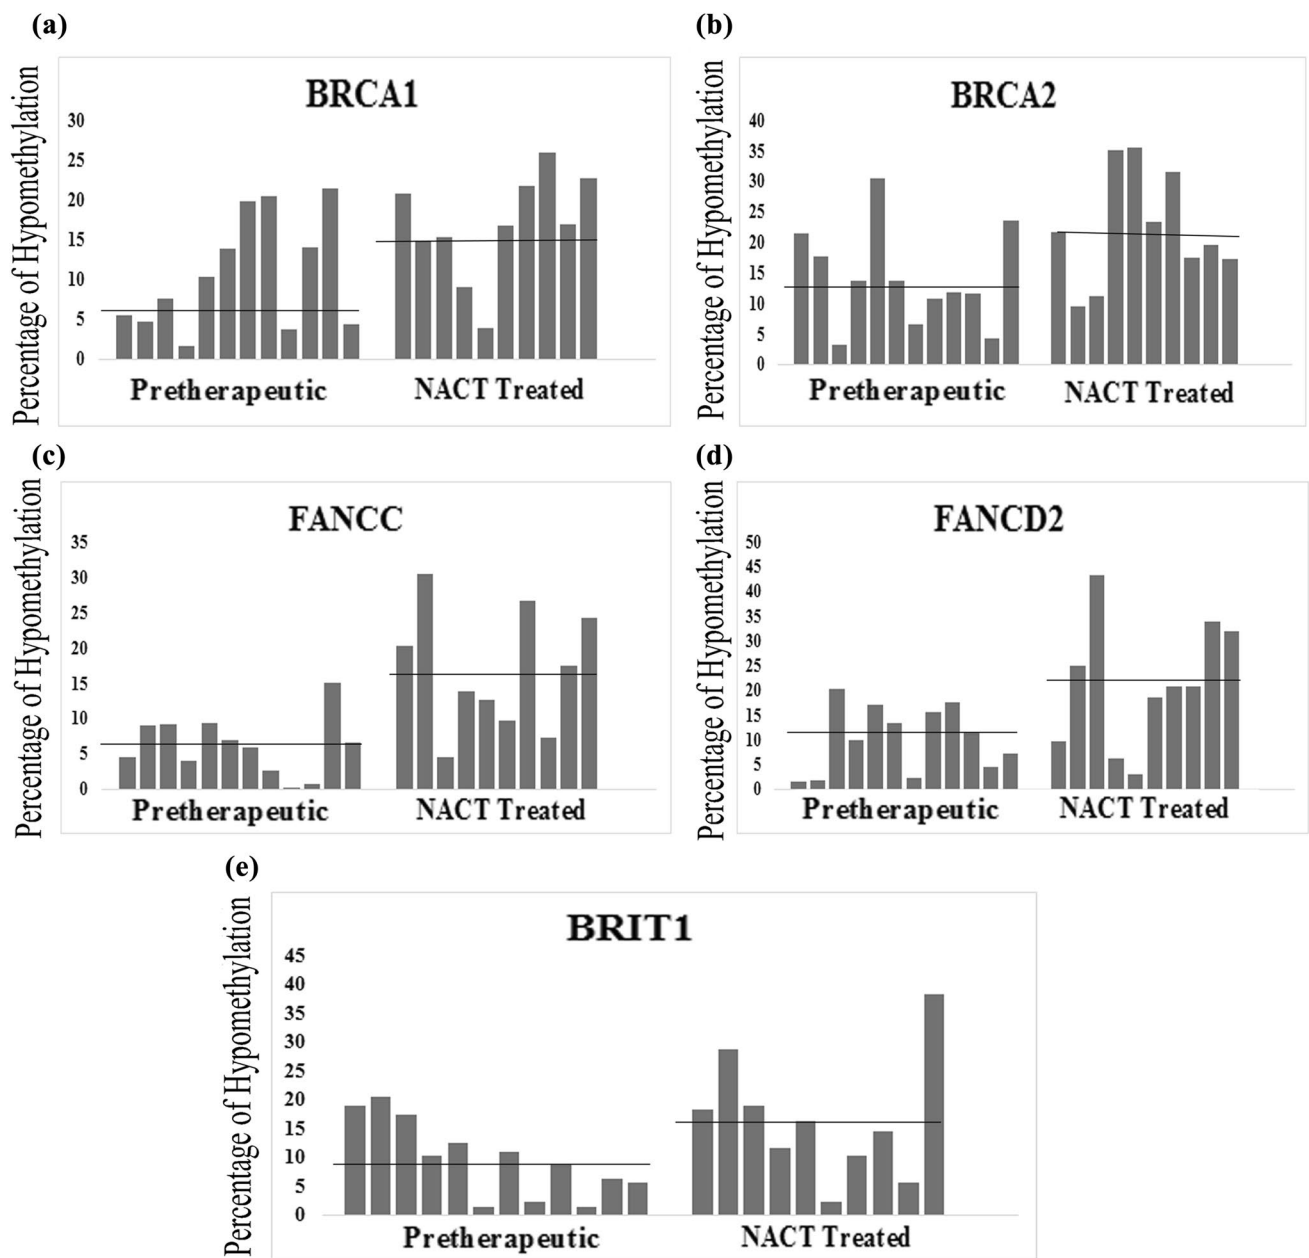 (a)
Percentage of Hypomethylation
BRCA1
30
25
20
15
10
5
0
Pretherapeutic
NACT Treated
(b)
Percentage of Hypomethylation
BRCA2
40
35
30
25
20
15
10
5
0
Pretherapeutic
NACT Treated
(c)
Percentage of Hypomethylation
FANCC
35
30
25
20
15
10
5
0
Pretherapeutic
NACT Treated
(d)
Percentage of Hypomethylation
FANCD2
50
45
40
35
30
25
20
15
10
5
0
Pretherapeutic
NACT Treated
(e)
Percentage of Hypomethylation
BRIT1
45
40
35
30
25
20
15
10
5
0
Pretherapeutic
NACT Treated